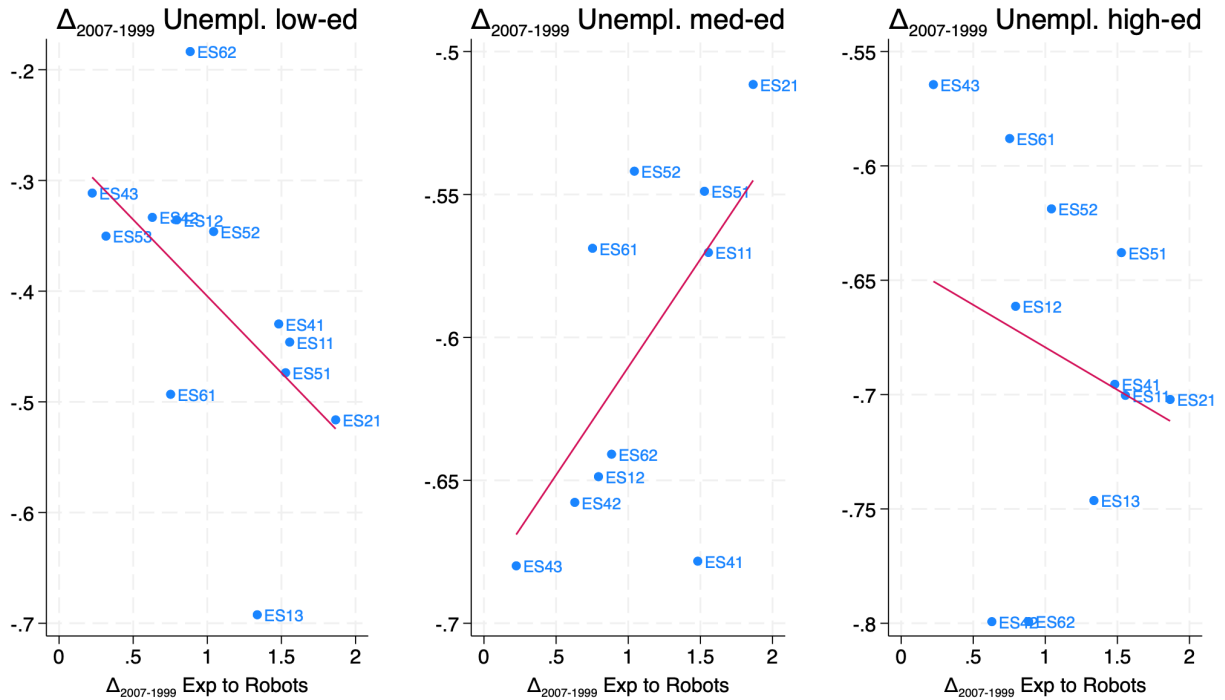 Δ2007-1999 Unempl. low-ed
-.2
-.3
-.4
-.5
-.6
-.7
ES62
ES43
ES42
ES12
ES53
ES52
ES41
ES11
ES51
ES61
ES21
ES13
0 .5 1 1.5 2
Δ2007-1999 Exp to Robots
Δ2007-1999 Unempl. med-ed
-.5
-.55
-.6
-.65
-.7
ES21
ES52
ES51
ES61
ES11
ES62
ES12
ES42
ES43
ES41
0 .5 1 1.5 2
Δ2007-1999 Exp to Robots
Δ2007-1999 Unempl. high-ed
-.55
-.6
-.65
-.7
-.75
-.8
ES43
ES61
ES52
ES51
ES12
ES41
ES11
ES21
ES13
ES42
ES62
0 .5 1 1.5 2
Δ2007-1999 Exp to Robots